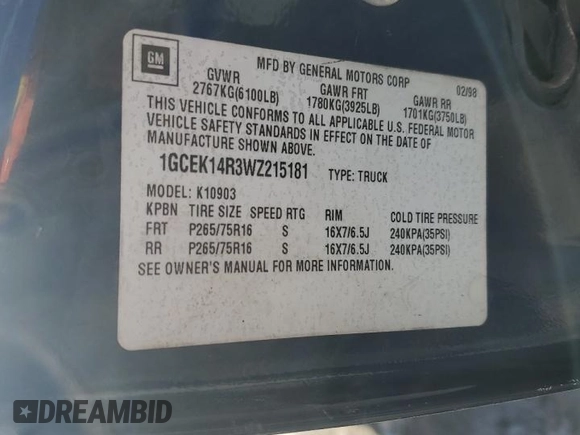 GM
MFD BY GENERAL MOTORS CORP
02/98
GVWR GAWR FRT GAWR RR
2767KG(6100LB) 1780KG(3925LB) 1701KG(3750LB)
THIS VEHICLE CONFORMS TO ALL APPLICABLE U.S. FEDERAL MOTOR
VEHICLE SAFETY STANDARDS IN EFFECT ON THE DATE OF
MANUFACTURE SHOWN ABOVE.
1GCEK14R3WZ215181 TYPE: TRUCK
MODEL: K10903
KPBN TIRE SIZE SPEED RTG RIM COLD TIRE PRESSURE
FRT P265/75R16 S 16X7/6.5J 240KPA(35PSI)
RR P265/75R16 S 16X7/6.5J 240KPA(35PSI)
SEE OWNER'S MANUAL FOR MORE INFORMATION.
DREAMBID